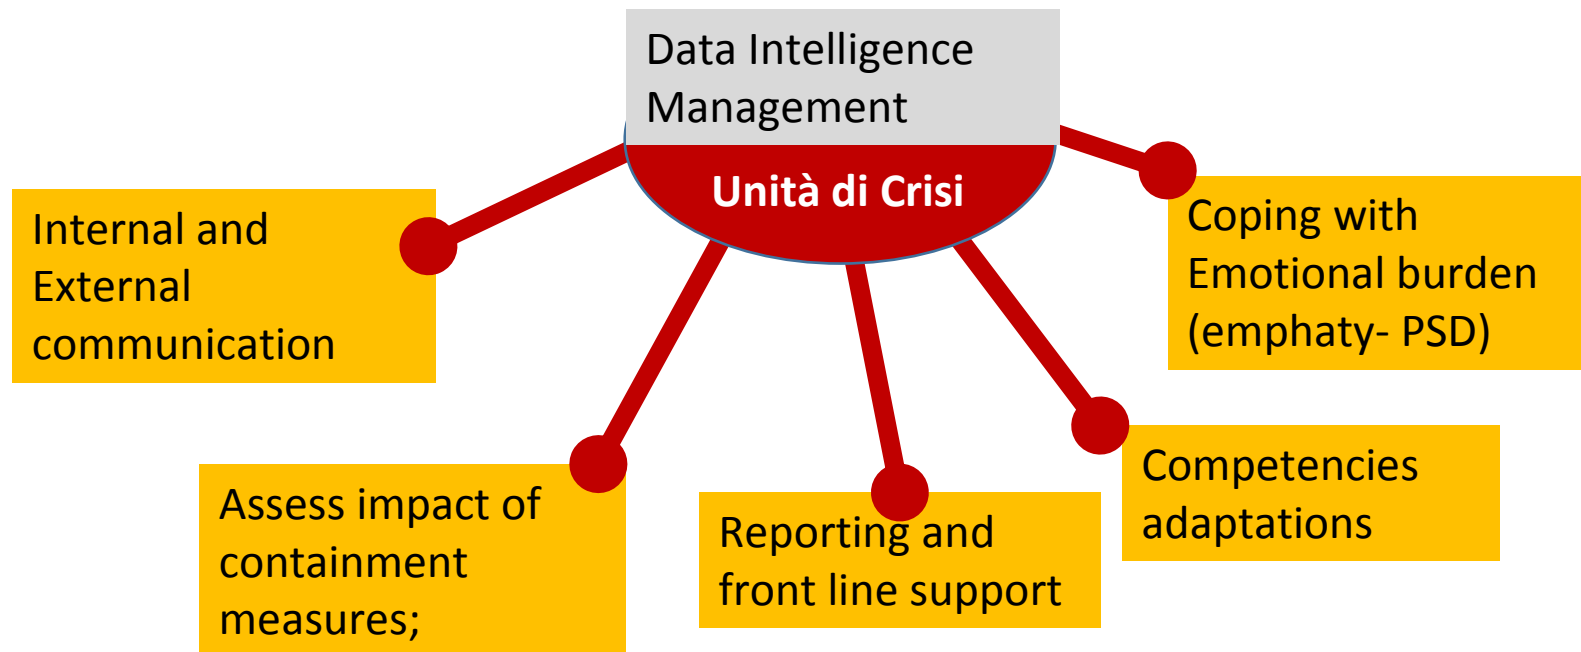 Data Intelligence
Management
Unità di Crisi
Internal and
External
communication
Coping with
Emotional burden
(emphaty- PSD)
Assess impact of
containment
measures;
Reporting and
front line support
Competencies
adaptations